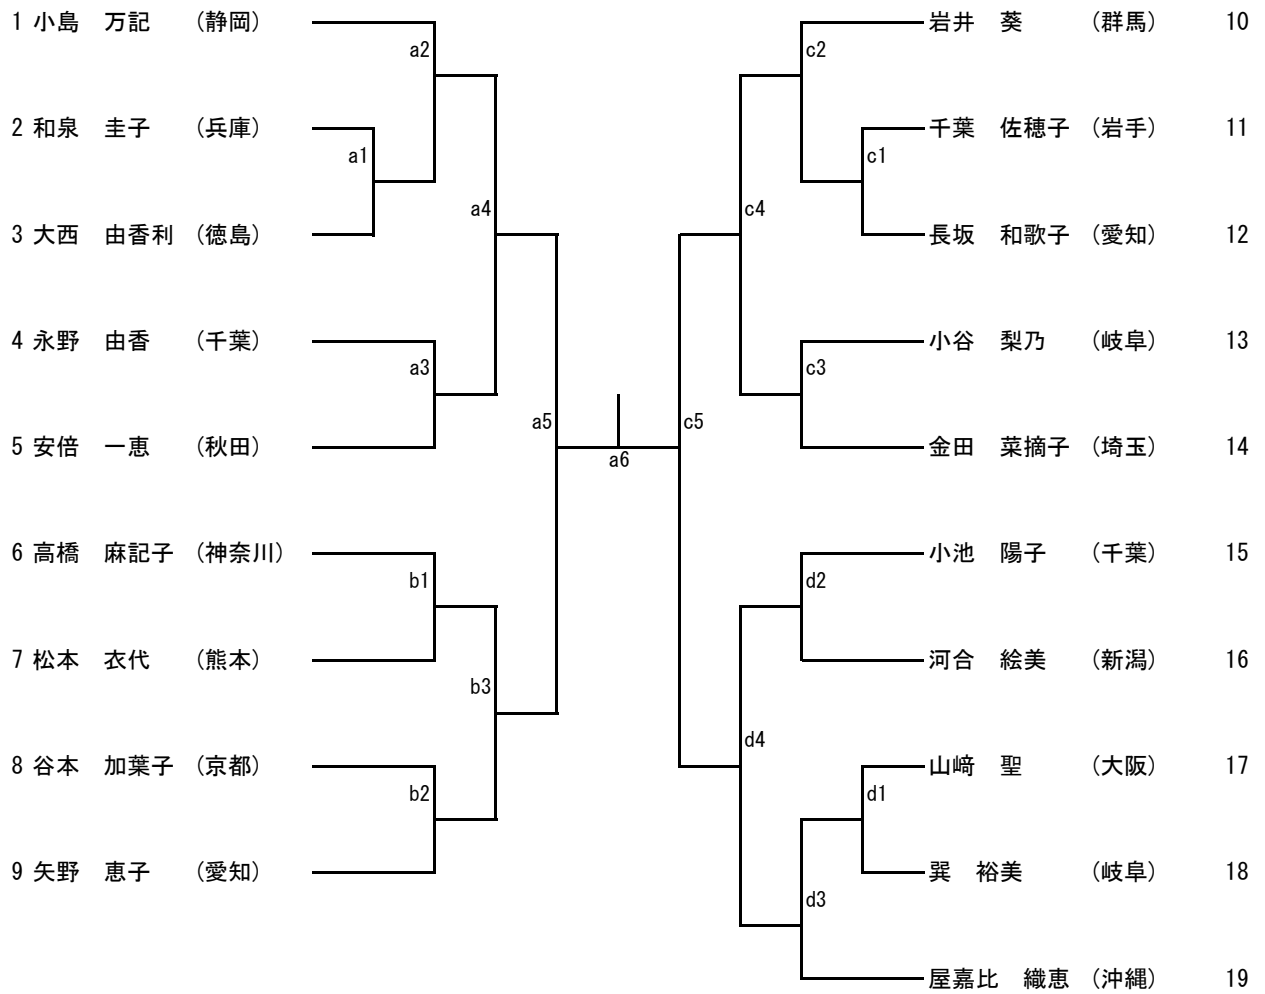 1 小島　万記　（静岡）
a2
2 和泉　圭子　（兵庫）
a1
a4
3 大西　由香利　（徳島）
4 永野　由香　（千葉）
a3
a5
5 安倍　一恵　（秋田）
a6
6 高橋　麻記子　（神奈川）
b1
7 松本　衣代　（熊本）
b3
8 谷本　加葉子　（京都）
b2
9 矢野　恵子　（愛知）
岩井　葵　（群馬）　10
c2
千葉　佐穂子　（岩手）　11
c1
c4
長坂　和歌子　（愛知）　12
小谷　梨乃　（岐阜）　13
c3
c5
金田　菜摘子　（埼玉）　14
小池　陽子　（千葉）　15
d2
河合　絵美　（新潟）　16
d4
山﨑　聖　（大阪）　17
d1
巽　裕美　（岐阜）　18
d3
屋嘉比　織恵　（沖縄）　19